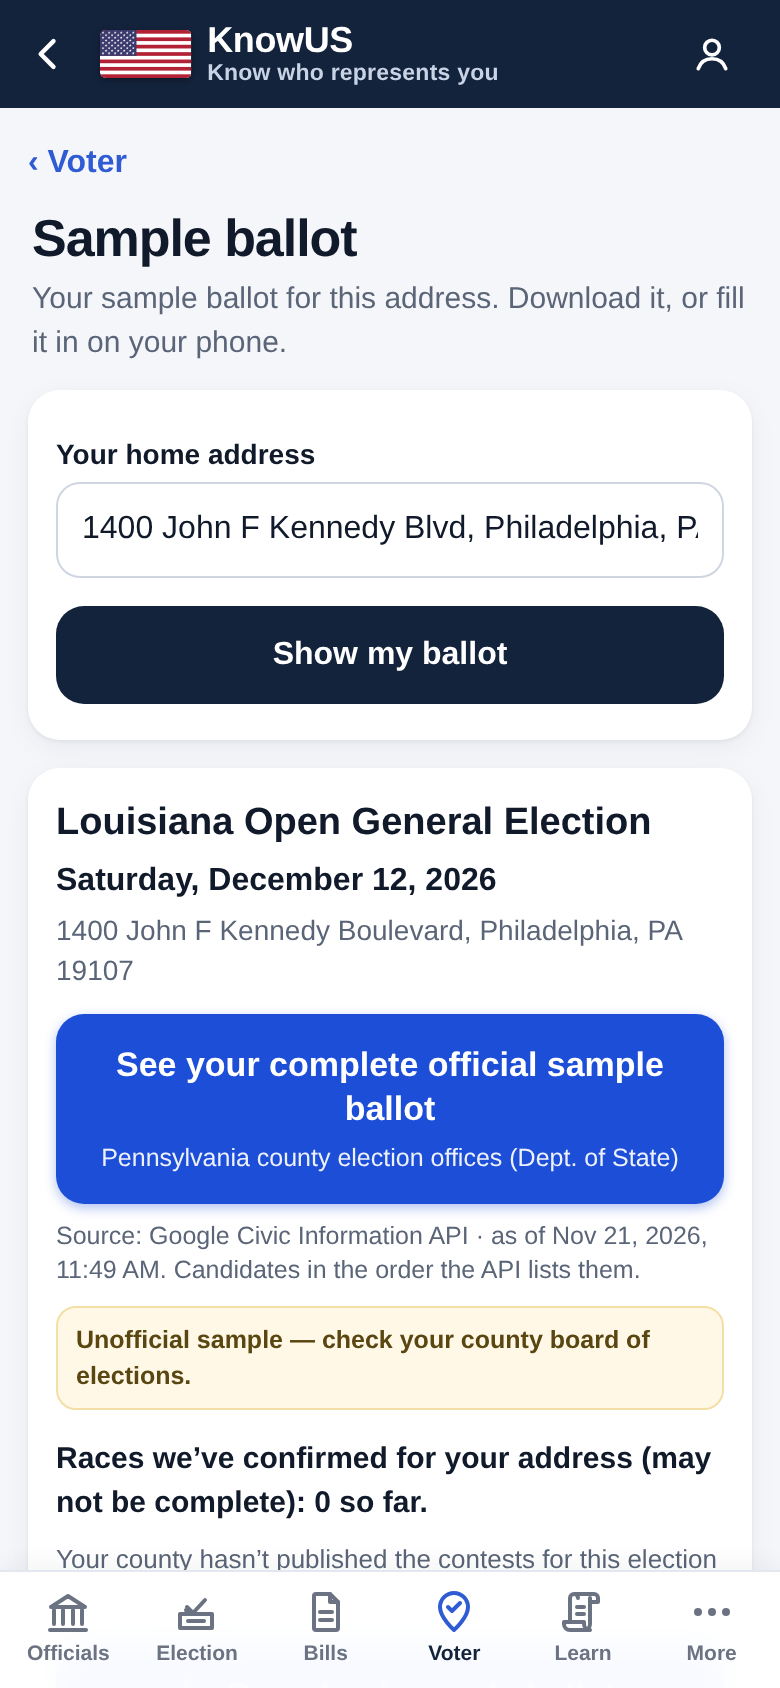 KnowUS
Know who represents you
‹ Voter
Sample ballot
Your sample ballot for this address. Download it, or fill
it in on your phone.
Your home address
1400 John F Kennedy Blvd, Philadelphia, P
Show my ballot
Louisiana Open General Election
Saturday, December 12, 2026
1400 John F Kennedy Boulevard, Philadelphia, PA
19107
See your complete official sample
ballot
Pennsylvania county election offices (Dept. of State)
Source: Google Civic Information API · as of Nov 21, 2026,
11:49 AM. Candidates in the order the API lists them.
Unofficial sample — check your county board of
elections.
Races we’ve confirmed for your address (may
not be complete): 0 so far.
Your county hasn’t published the contests for this election
Officials
Election
Bills
Voter
Learn
More